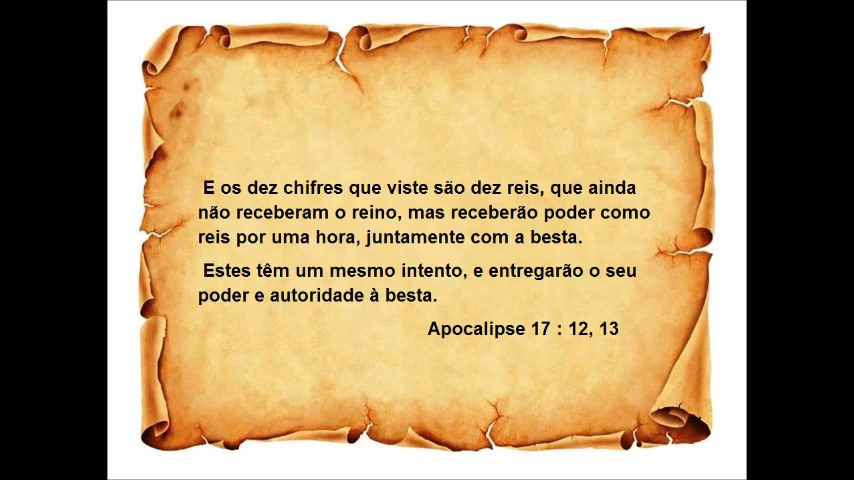 E os dez chifres que viste são dez reis, que ainda
não receberam o reino, mas receberão poder como
reis por uma hora, juntamente com a besta.
Estes têm um mesmo intento, e entregarão o seu
poder e autoridade à besta.
Apocalipse 17 : 12, 13